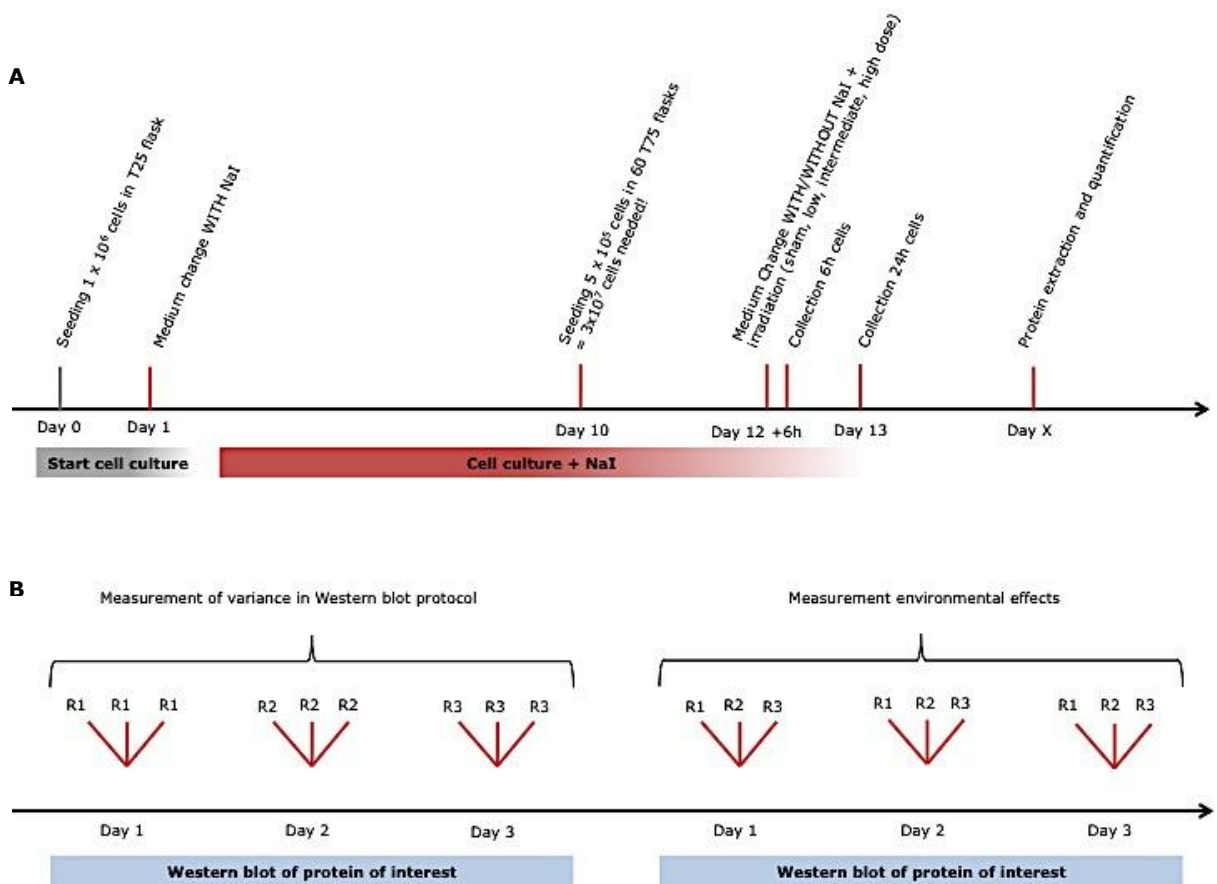 A
Seeding 1 x 10⁶ cells in T25 flask
Medium change WITH NaI
Seeding 5 x 10⁵ cells in 60 T75 flasks
= 3x10⁷ cells needed!
Medium Change WITH/WITHOUT NaI +
irradiation (sham, low, intermediate, high dose)
Collection 6h cells
Collection 24h cells
Protein extraction and quantification
Day 0
Day 1
Day 10
Day 12 +6h
Day 13
Day X
Start cell culture
Cell culture + NaI
B
Measurement of variance in Western blot protocol
Measurement environmental effects
R1 R1 R1
R2 R2 R2
R3 R3 R3
R1 R2 R3
R1 R2 R3
R1 R2 R3
Day 1
Day 2
Day 3
Day 1
Day 2
Day 3
Western blot of protein of interest
Western blot of protein of interest